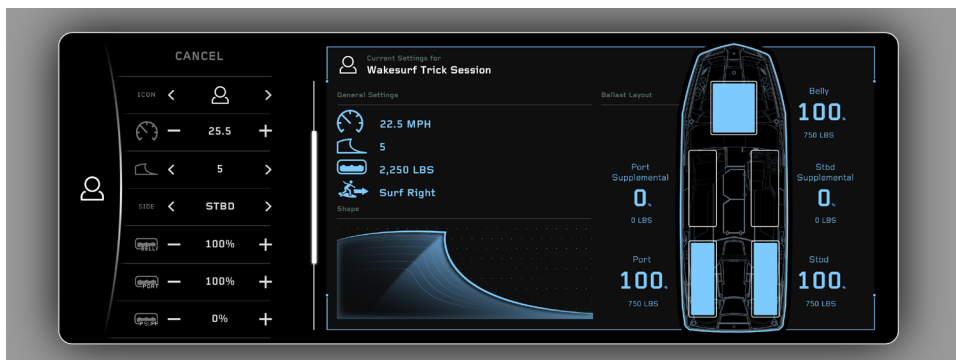 CANCEL
ICON
25.5
5
SIDE
STBD
BELLY
100%
PORT
100%
P SUPP
0%
Current Settings for
Wakesurf Trick Session
General Settings
22.5 MPH
5
2,250 LBS
Surf Right
Shape
Ballast Layout
Belly
100%
750 LBS
Port
Supplemental
0%
0 LBS
Stbd
Supplemental
0%
0 LBS
Port
100%
750 LBS
Stbd
100%
750 LBS